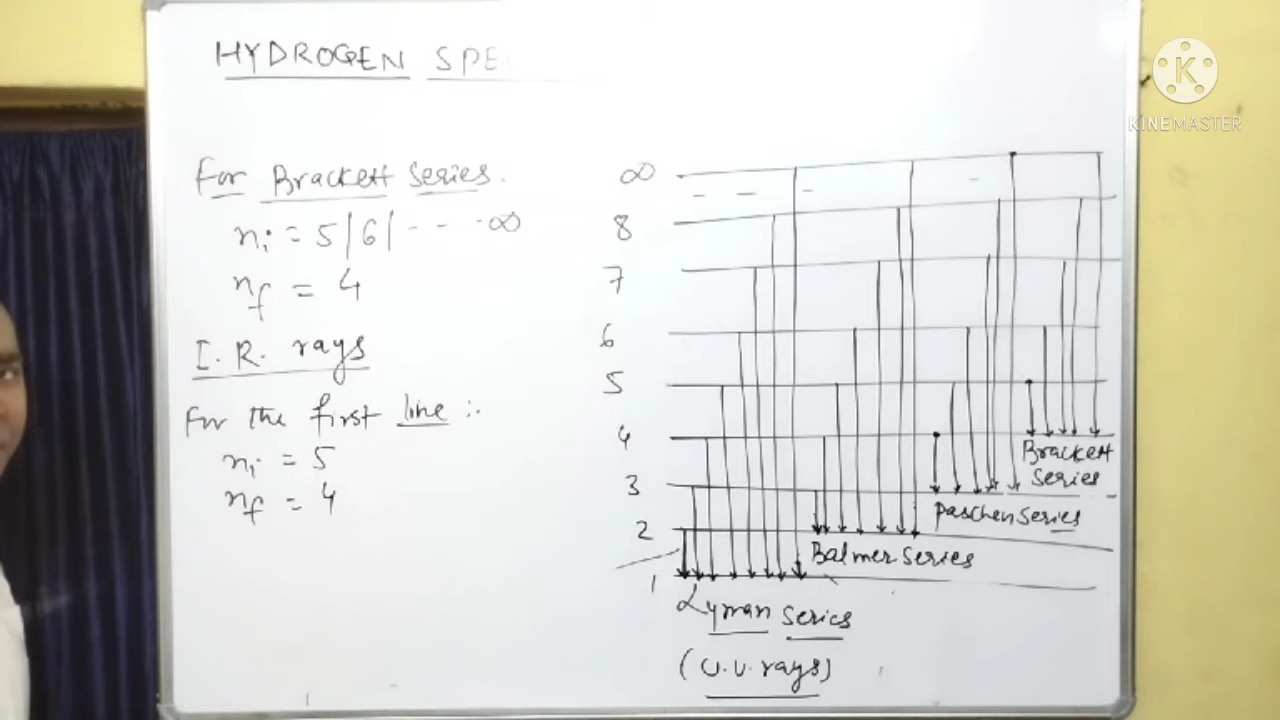 HYDROGEN SPE
For Brackett Series.
ni = 5/6/- - - ∞
nf = 4
I.R. rays
For the first line :.
ni = 5
nf = 4
∞
8
7
6
5
4
3
2
1
Brackett
Series
Paschen Series
Balmer Series
Lyman Series
(U.V. rays)
K
KINEMASTER